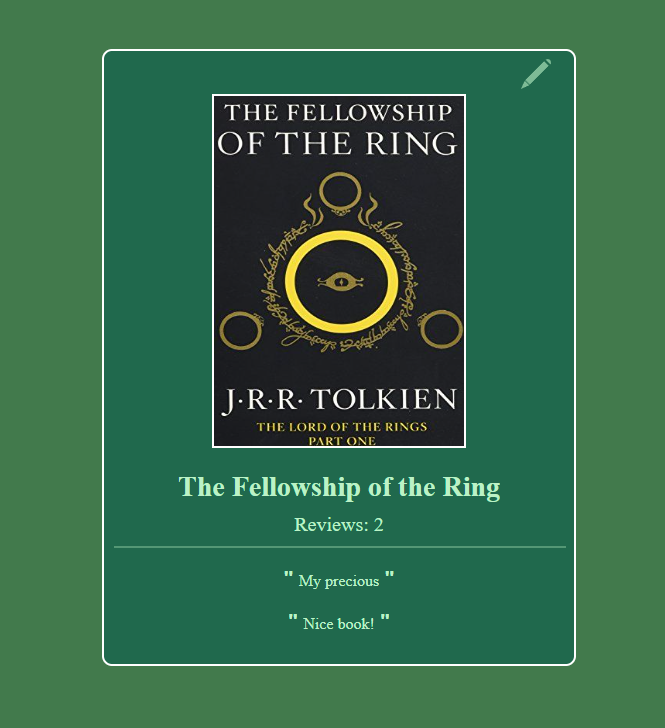 THE FELLOWSHIP
OF THE RING
J·R·R· TOLKIEN
THE LORD OF THE RINGS
PART ONE
The Fellowship of the Ring
Reviews: 2
" My precious "
" Nice book! "